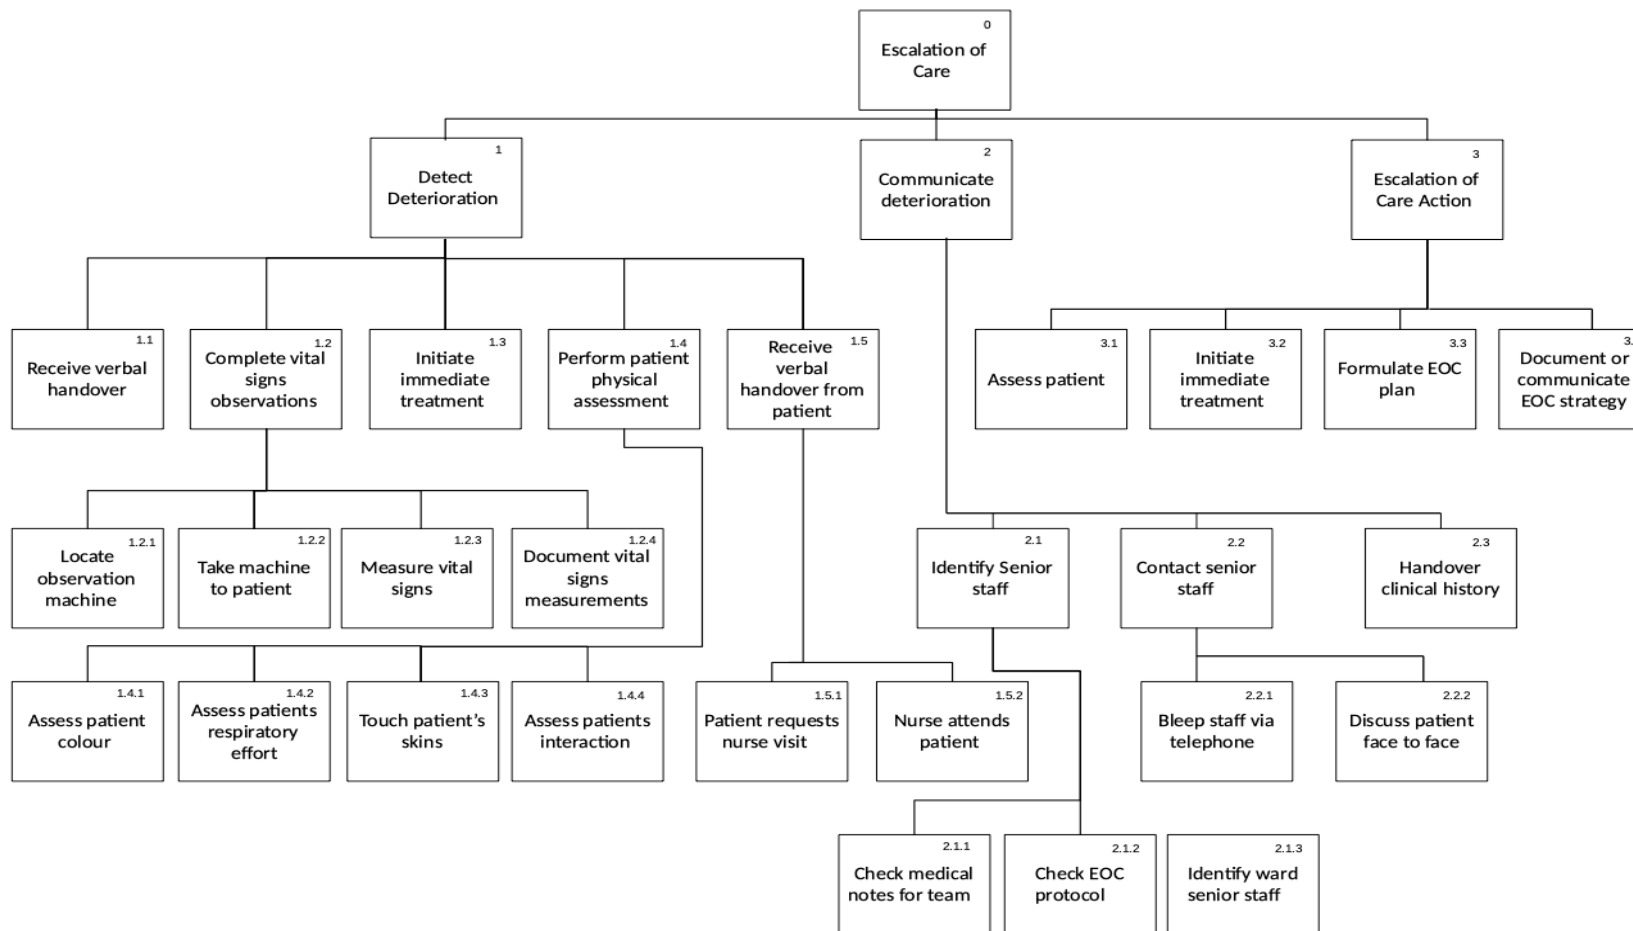 0
Escalation of
Care
1
Detect
Deterioration
2
Communicate
deterioration
3
Escalation of
Care Action
1.1
Receive verbal
handover
1.2
Complete vital
signs
observations
1.3
Initiate
immediate
treatment
1.4
Perform patient
physical
assessment
1.5
Receive
verbal
handover from
patient
3.1
Assess patient
3.2
Initiate
immediate
treatment
3.3
Formulate EOC
plan
3.
Document or
communicate
EOC strategy
1.2.1
Locate
observation
machine
1.2.2
Take machine
to patient
1.2.3
Measure vital
signs
1.2.4
Document vital
signs
measurements
2.1
Identify Senior
staff
2.2
Contact senior
staff
2.3
Handover
clinical history
1.4.1
Assess patient
colour
1.4.2
Assess patients
respiratory
effort
1.4.3
Touch patient’s
skins
1.4.4
Assess patients
interaction
1.5.1
Patient requests
nurse visit
1.5.2
Nurse attends
patient
2.2.1
Bleep staff via
telephone
2.2.2
Discuss patient
face to face
2.1.1
Check medical
notes for team
2.1.2
Check EOC
protocol
2.1.3
Identify ward
senior staff